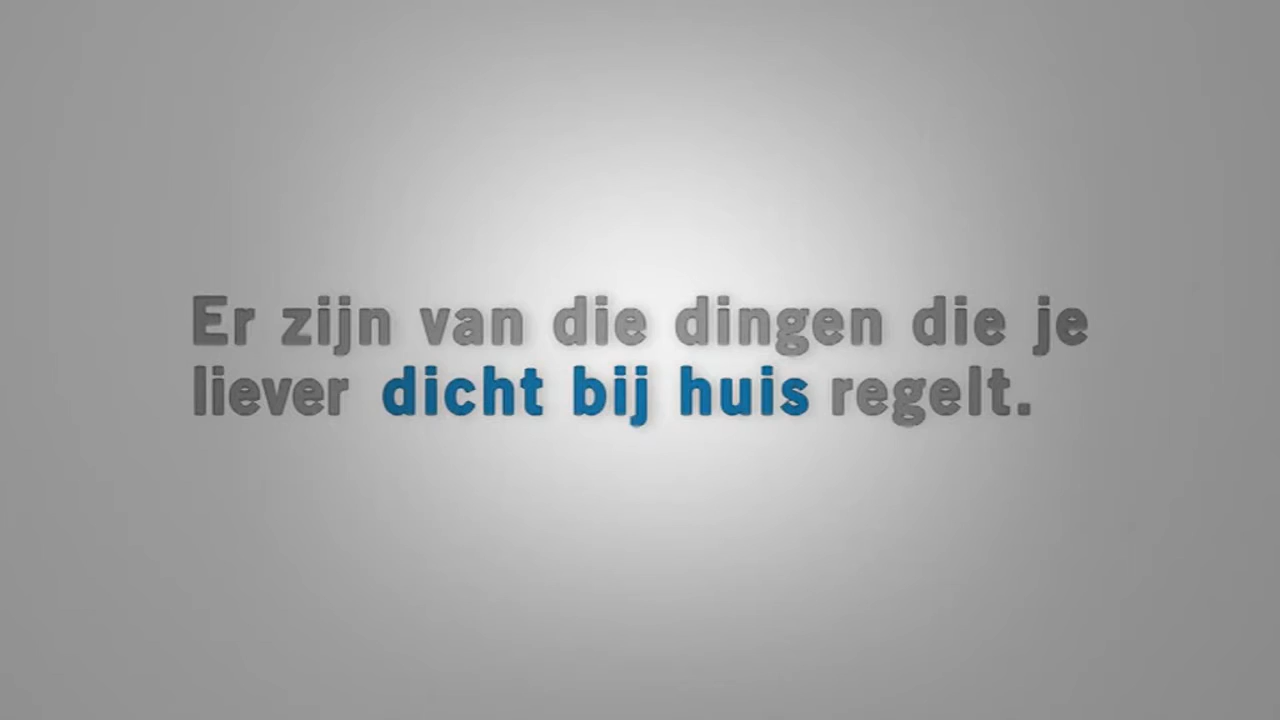 Er zijn van die dingen die je
liever dicht bij huis regelt.